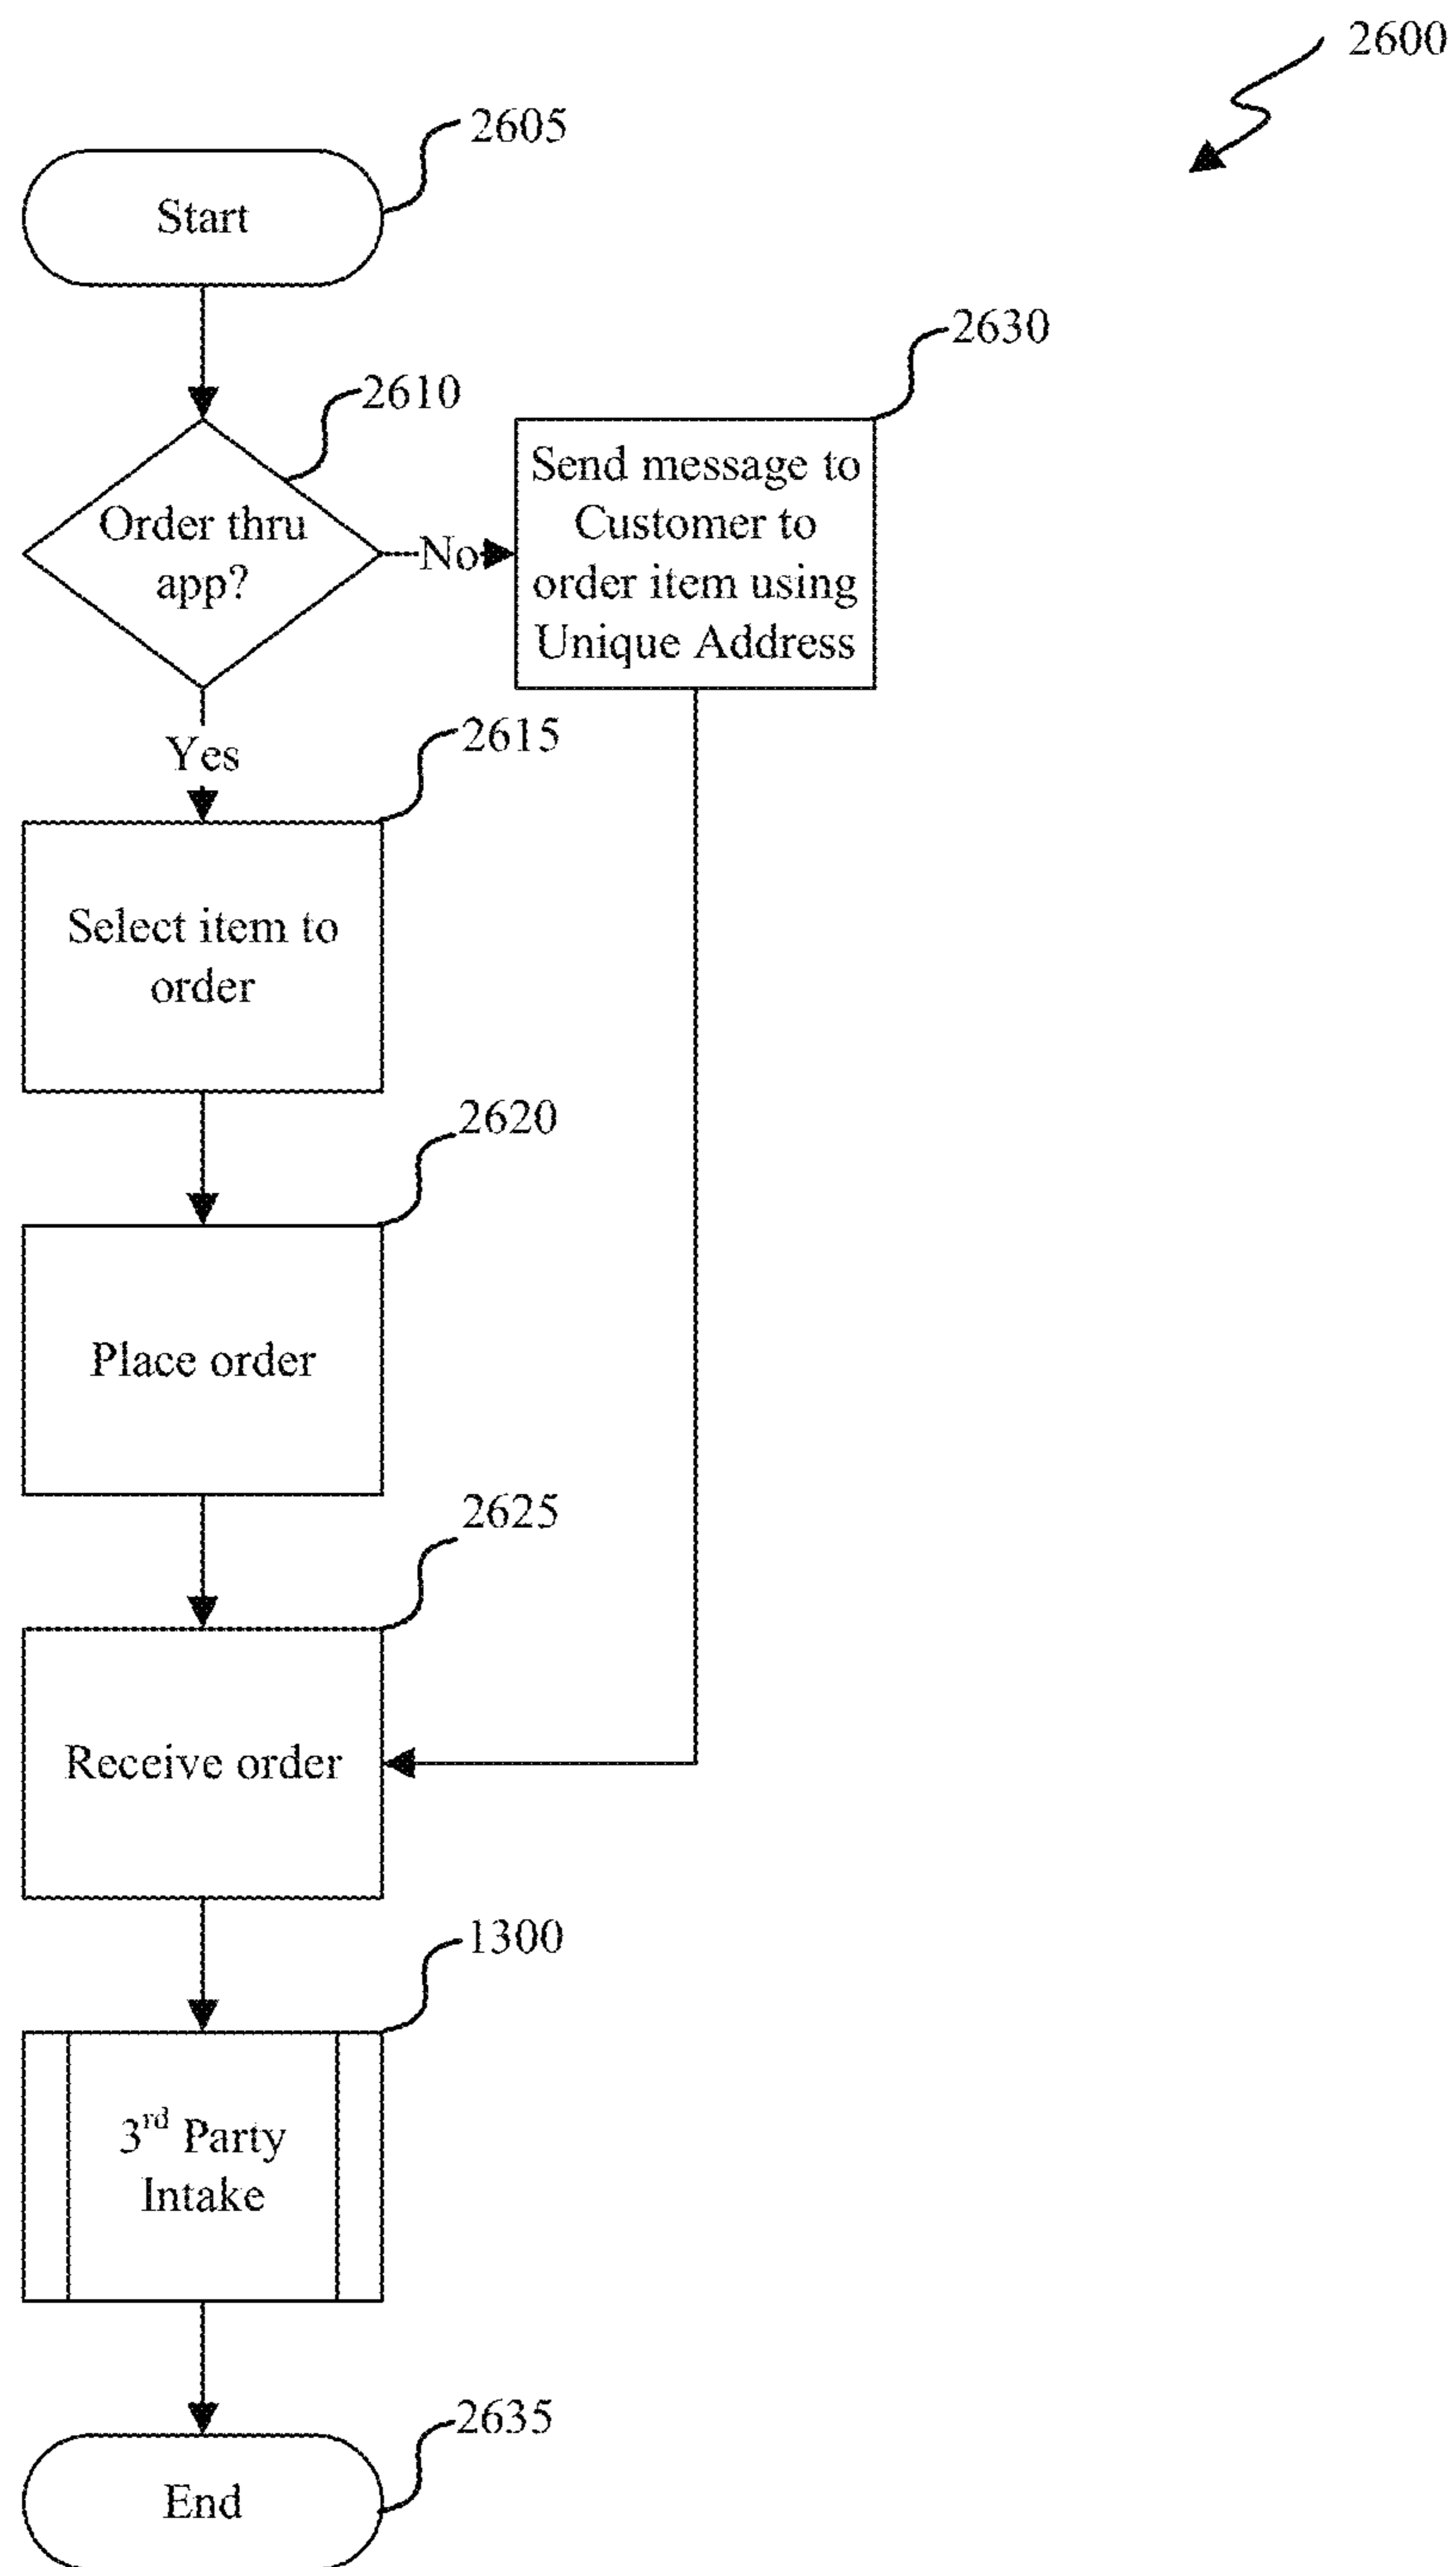 2600
2605
Start
2630
2610
Send message to
Customer to
order item using
Unique Address
Order thru
app?
No
Yes
2615
Select item to
order
2620
Place order
2625
Receive order
1300
3rd Party
Intake
2635
End